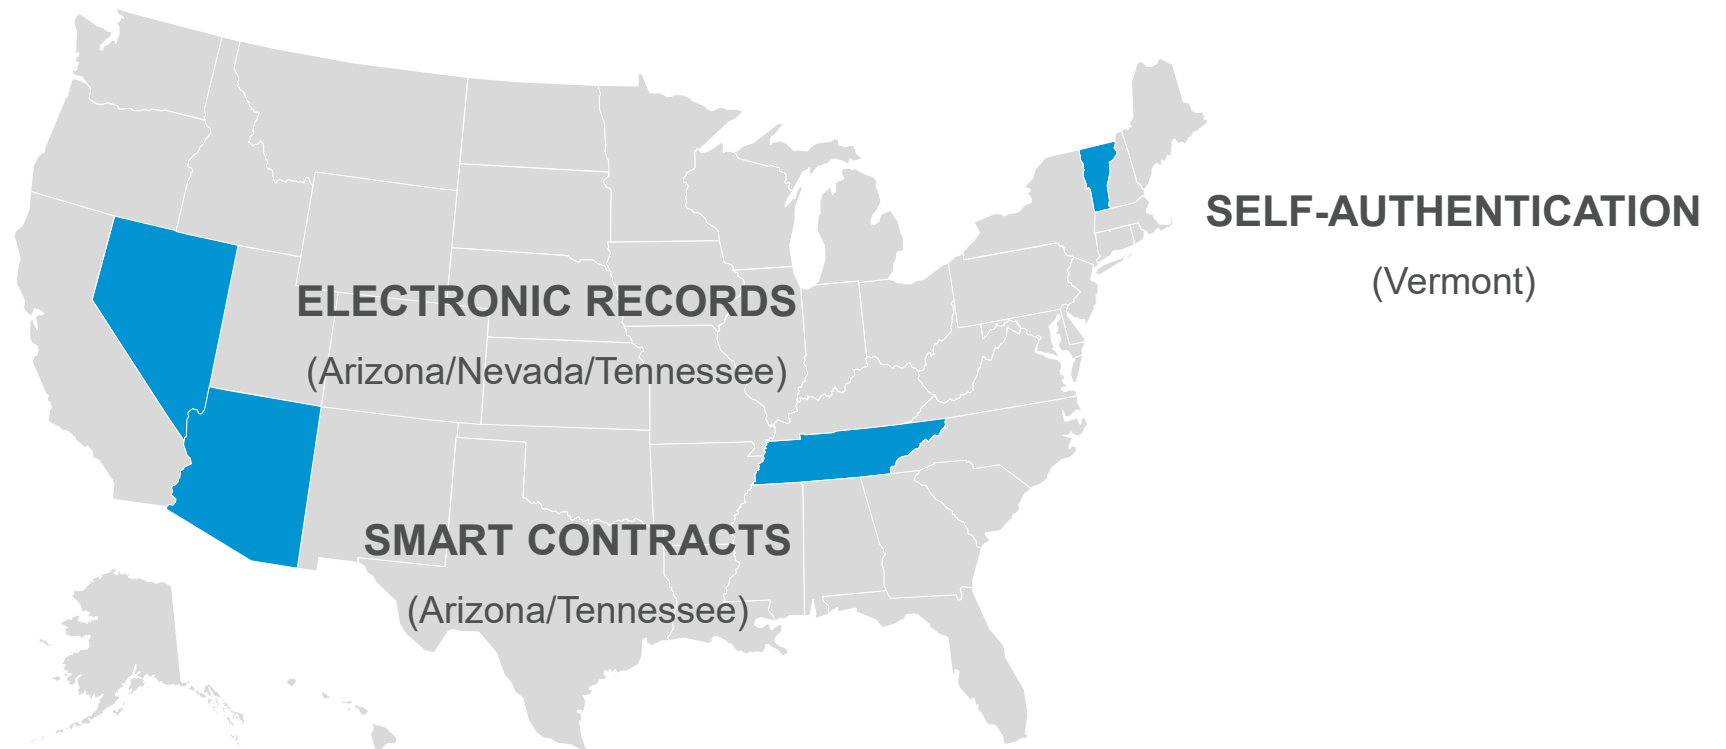 SELF-AUTHENTICATION
(Vermont)
ELECTRONIC RECORDS
(Arizona/Nevada/Tennessee)
SMART CONTRACTS
(Arizona/Tennessee)